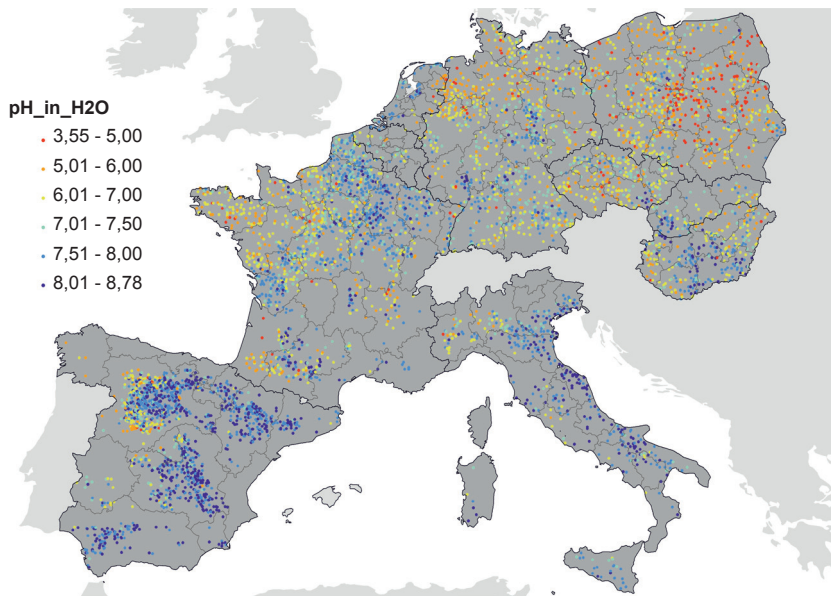 pH_in_H2O
3,55 - 5,00
5,01 - 6,00
6,01 - 7,00
7,01 - 7,50
7,51 - 8,00
8,01 - 8,78